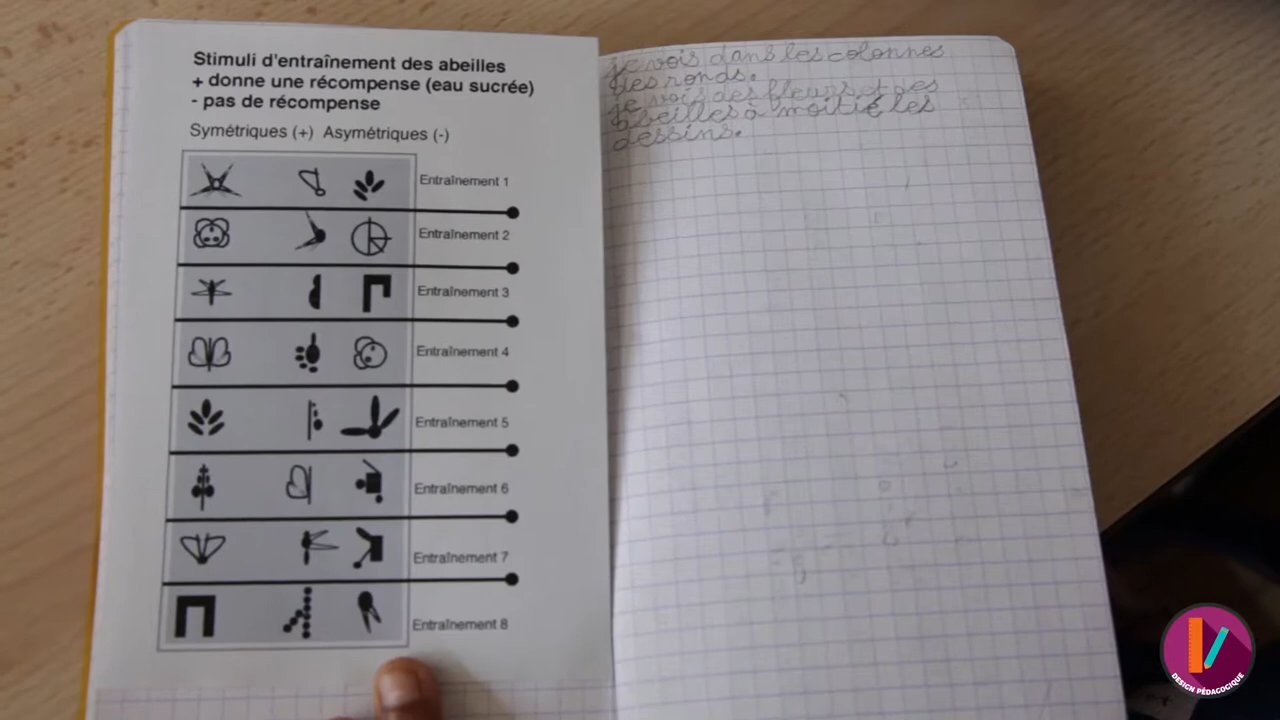 Stimuli d'entraînement des abeilles
+ donne une récompense (eau sucrée)
- pas de récompense
Symétriques (+) Asymétriques (-)
Entraînement 1
Entraînement 2
Entraînement 3
Entraînement 4
Entraînement 5
Entraînement 6
Entraînement 7
Entraînement 8
je vois dans les colonnes
des ronds.
je vois des fleurs et des
abeilles à moitié les
dessins.
DESIGN PÉDAGOGIQUE